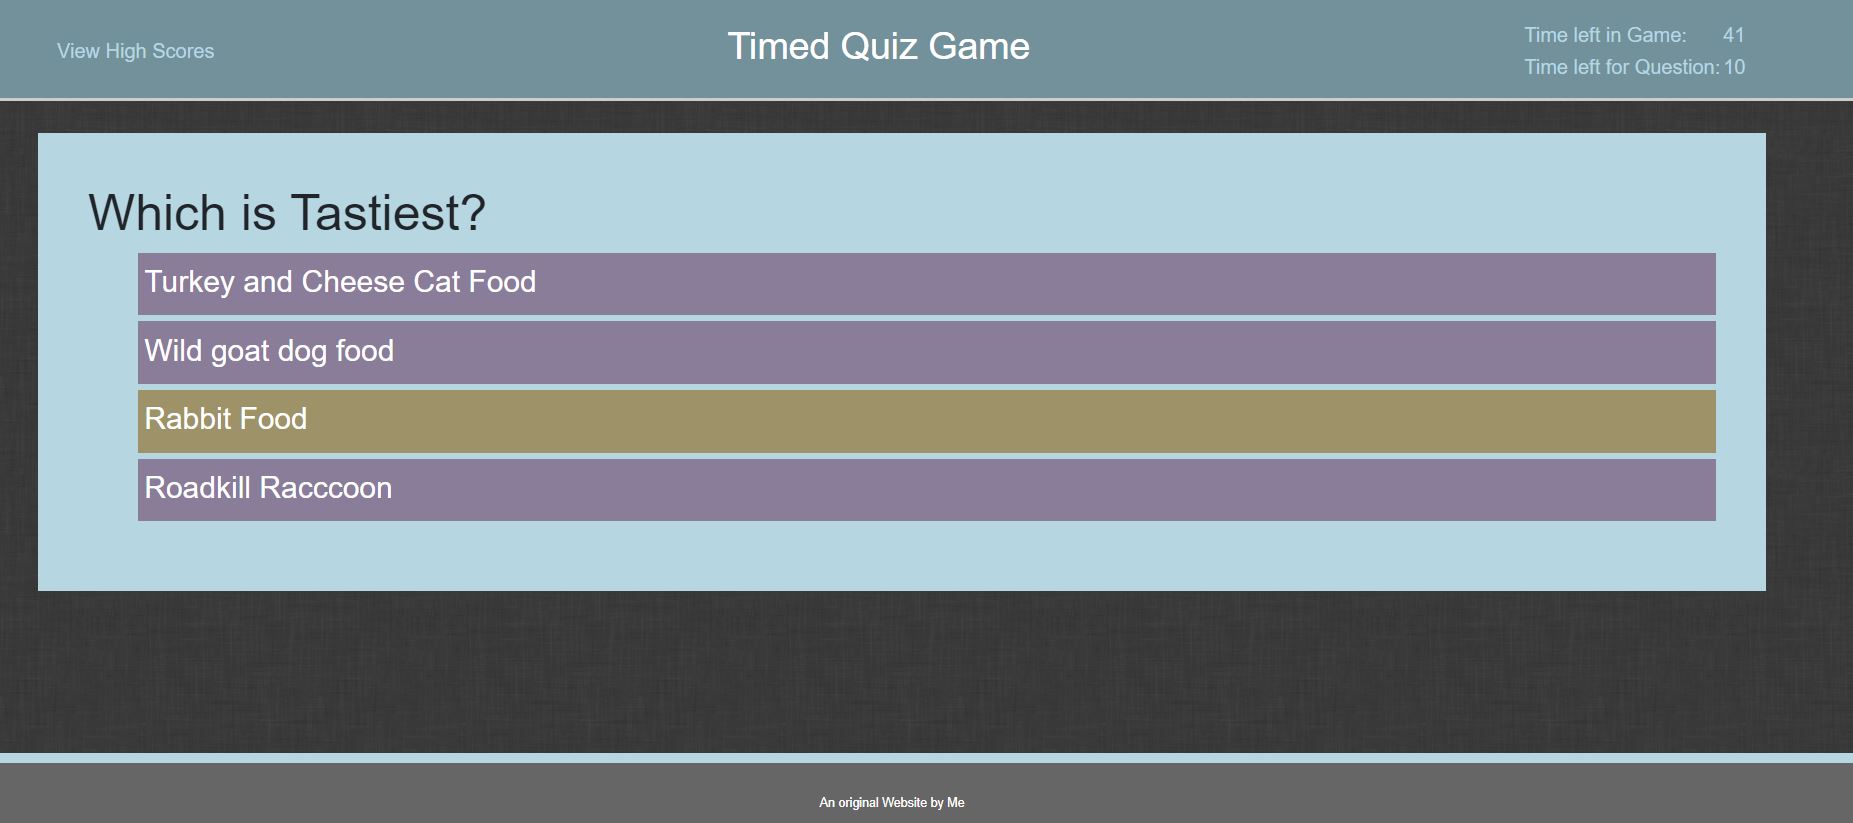 View High Scores
Timed Quiz Game
Time left in Game: 41
Time left for Question: 10
Which is Tastiest?
Turkey and Cheese Cat Food
Wild goat dog food
Rabbit Food
Roadkill Racccoon
An original Website by Me